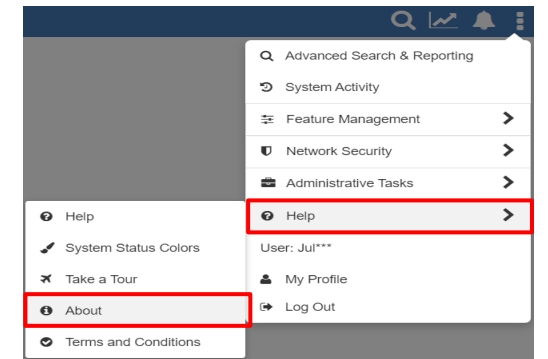 Advanced Search & Reporting
System Activity
Feature Management
Network Security
Administrative Tasks
Help
User: Jul***
My Profile
Log Out
Help
System Status Colors
Take a Tour
About
Terms and Conditions